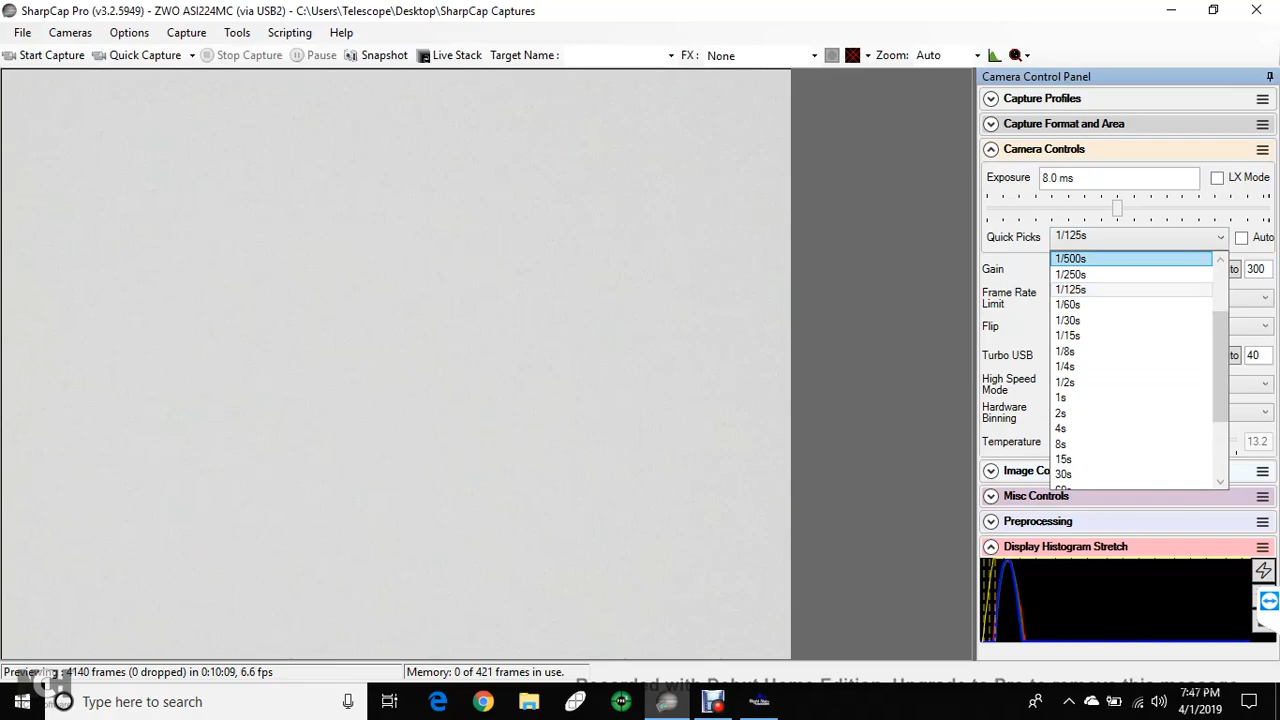 SharpCap Pro (v3.2.5949) - ZWO ASI224MC (via USB2) - C:\Users\Telescope\Desktop\SharpCap Captures
File Cameras Options Capture Tools Scripting Help
Start Capture Quick Capture Stop Capture Pause Snapshot Live Stack Target Name : FX: None Zoom: Auto
Camera Control Panel
Capture Profiles
Capture Format and Area
Camera Controls
Exposure 8.0 ms LX Mode
Quick Picks 1/125s Auto
1/500s
1/250s
Gain 300
1/125s
Frame Rate
Limit
1/60s
1/30s
Flip
1/15s
1/8s
Turbo USB 40
1/4s
High Speed
Mode
1/2s
1s
Hardware
Binning
2s
4s
Temperature 13.2
8s
15s
Image Co
30s
Misc Controls
Preprocessing
Display Histogram Stretch
Previewing : 4140 frames (0 dropped) in 0:10:09, 6.6 fps Memory: 0 of 421 frames in use.
Type here to search
7:47 PM
4/1/2019